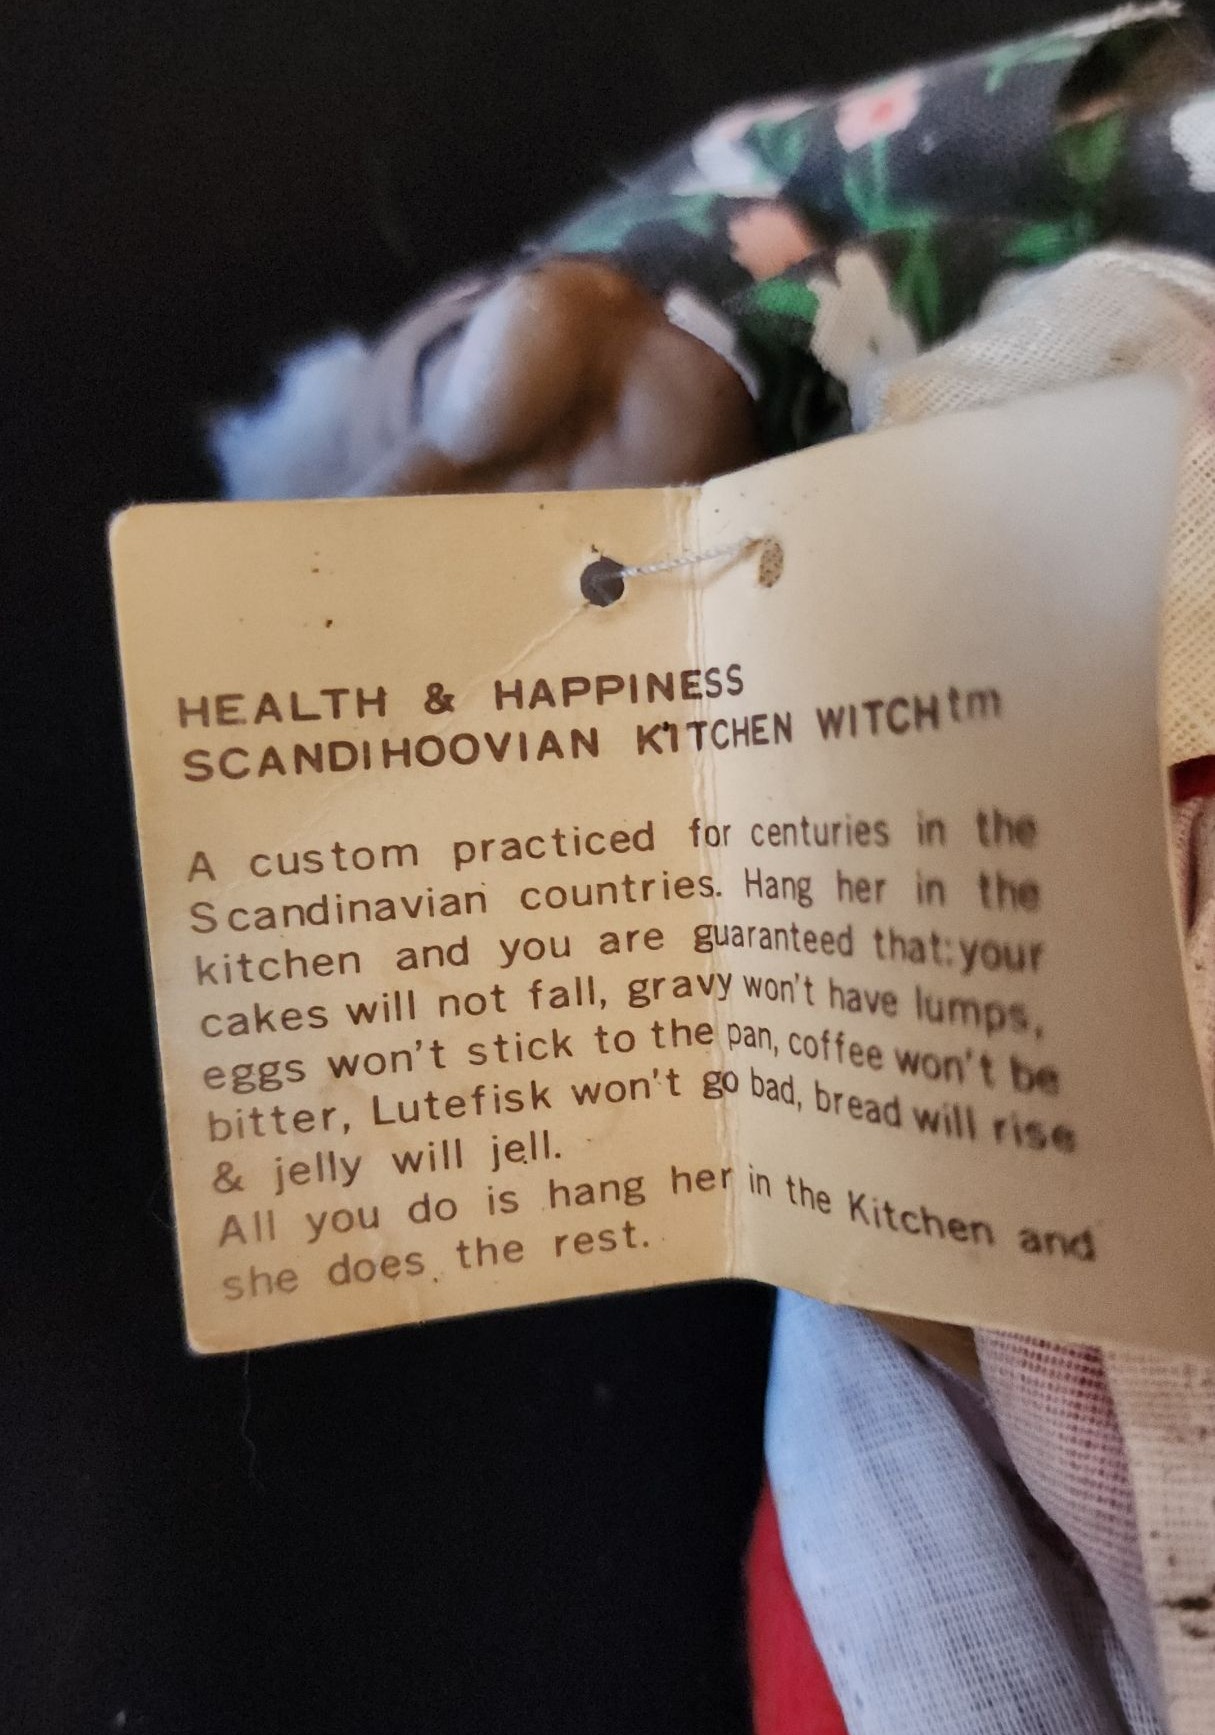 HEALTH & HAPPINESS
SCANDIHOOVIAN KITCHEN WITCHtm
A custom practiced for centuries in the
Scandinavian countries. Hang her in the
kitchen and you are guaranteed that:your
cakes will not fall, gravy won't have lumps,
eggs won't stick to the pan, coffee won't be
bitter, Lutefisk won't go bad, bread will rise
& jelly will jell.
All you do is hang her in the Kitchen and
she does the rest.